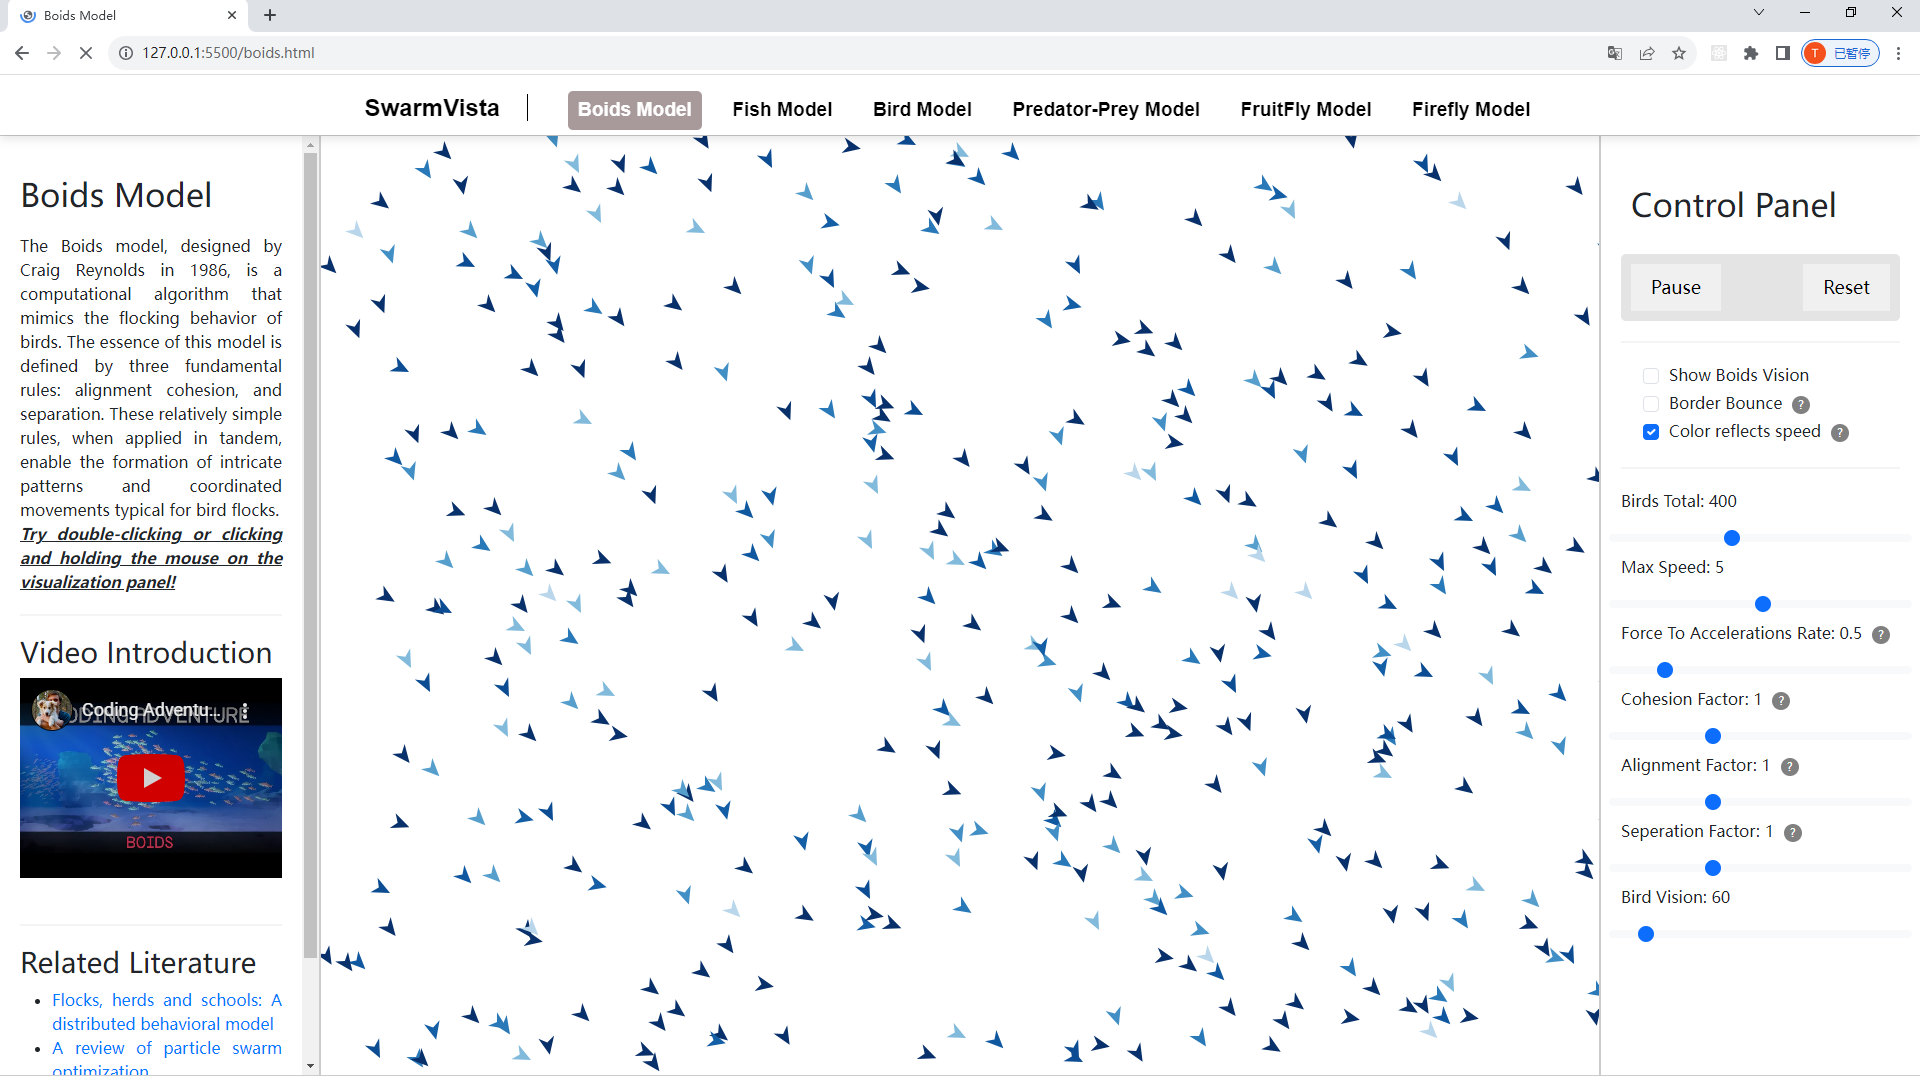 Boids Model
127.0.0.1:5500/boids.html
T 已暂停
SwarmVista
Boids Model
Fish Model
Bird Model
Predator-Prey Model
FruitFly Model
Firefly Model
Boids Model
The Boids model, designed by
Craig Reynolds in 1986, is a
computational algorithm that
mimics the flocking behavior of
birds. The essence of this model is
defined by three fundamental
rules: alignment cohesion, and
separation. These relatively simple
rules, when applied in tandem,
enable the formation of intricate
patterns and coordinated
movements typical for bird flocks.
Try double-clicking or clicking
and holding the mouse on the
visualization panel!
Video Introduction
Coding Adventu...
CODING ADVENTURE
BOIDS
Related Literature
Flocks, herds and schools: A
distributed behavioral model
A review of particle swarm
optimization
Control Panel
Pause
Reset
Show Boids Vision
Border Bounce ?
Color reflects speed ?
Birds Total: 400
Max Speed: 5
Force To Accelerations Rate: 0.5 ?
Cohesion Factor: 1 ?
Alignment Factor: 1 ?
Seperation Factor: 1 ?
Bird Vision: 60